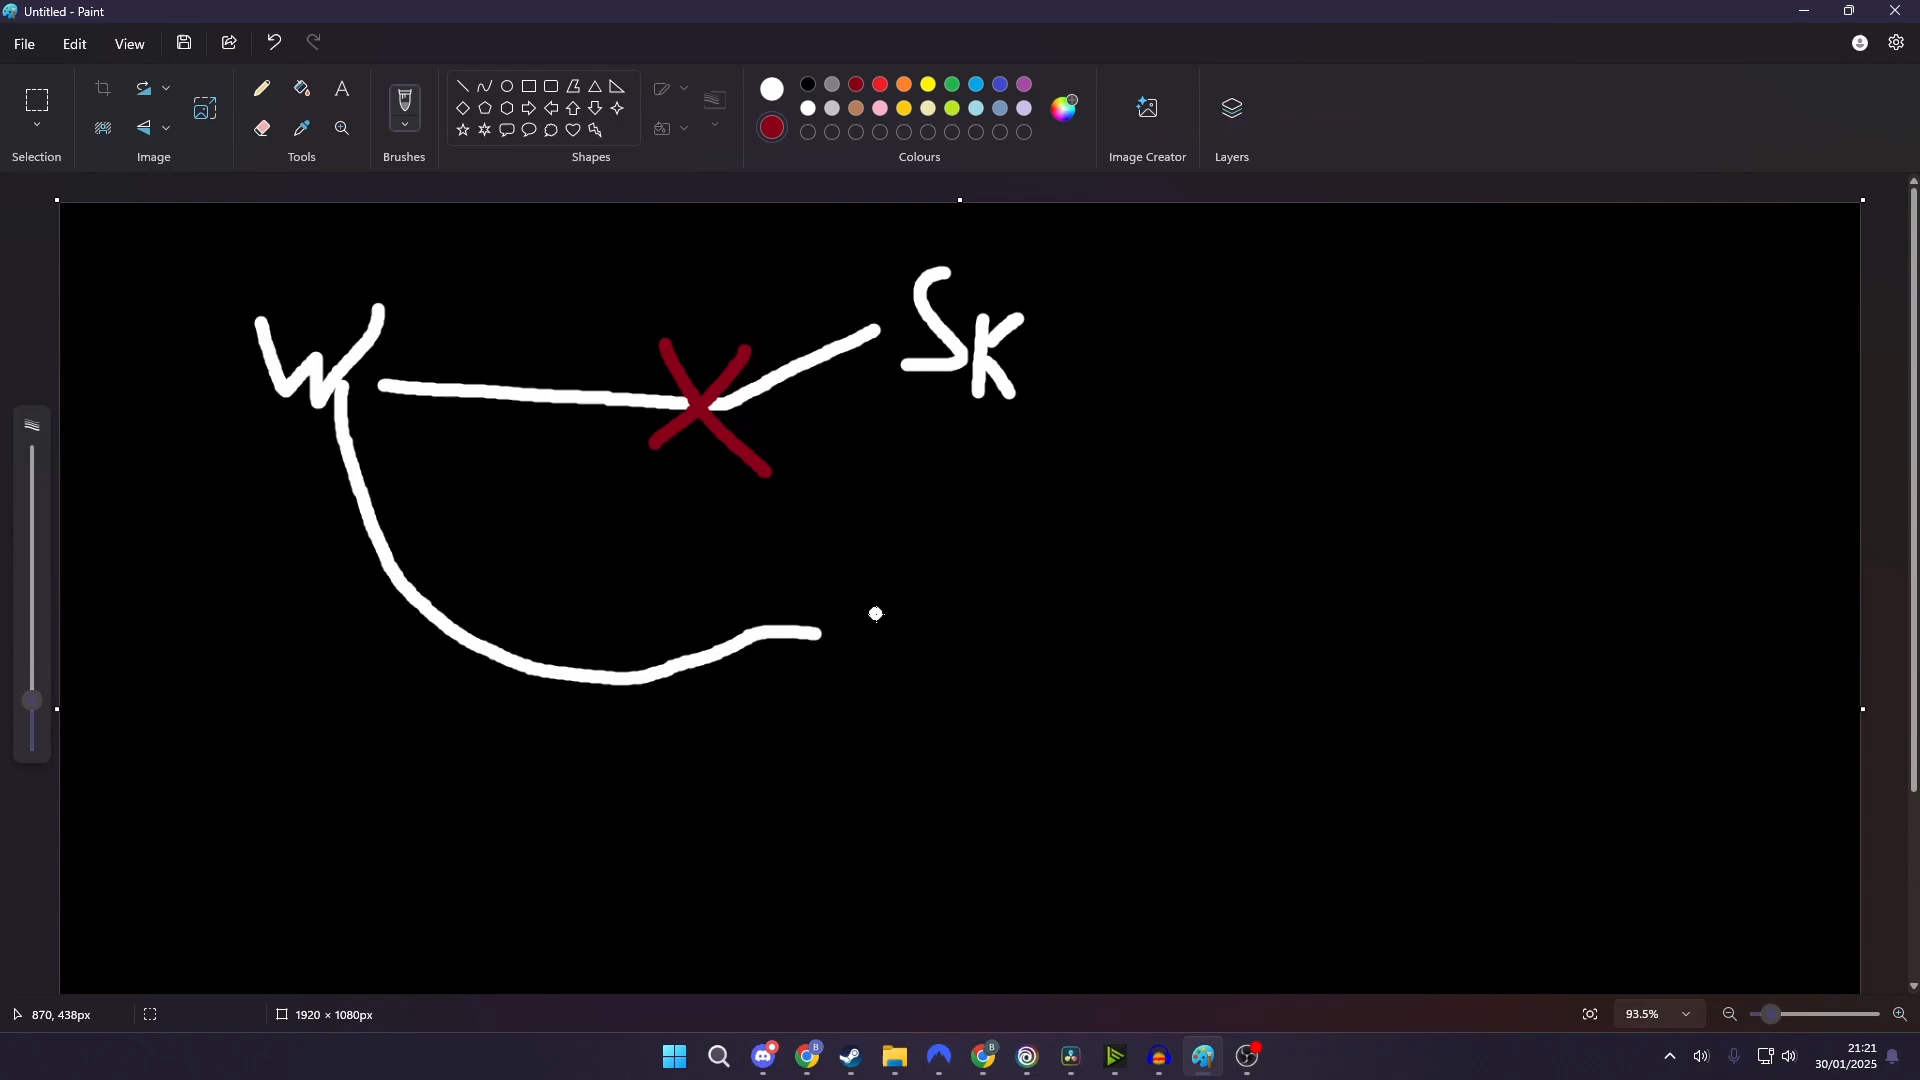 Untitled - Paint
File Edit View
Selection Image Tools Brushes Shapes Colours Image Creator Layers
W
SK
870, 438px 1920 × 1080px 93.5%
B B 21:21
30/01/2025